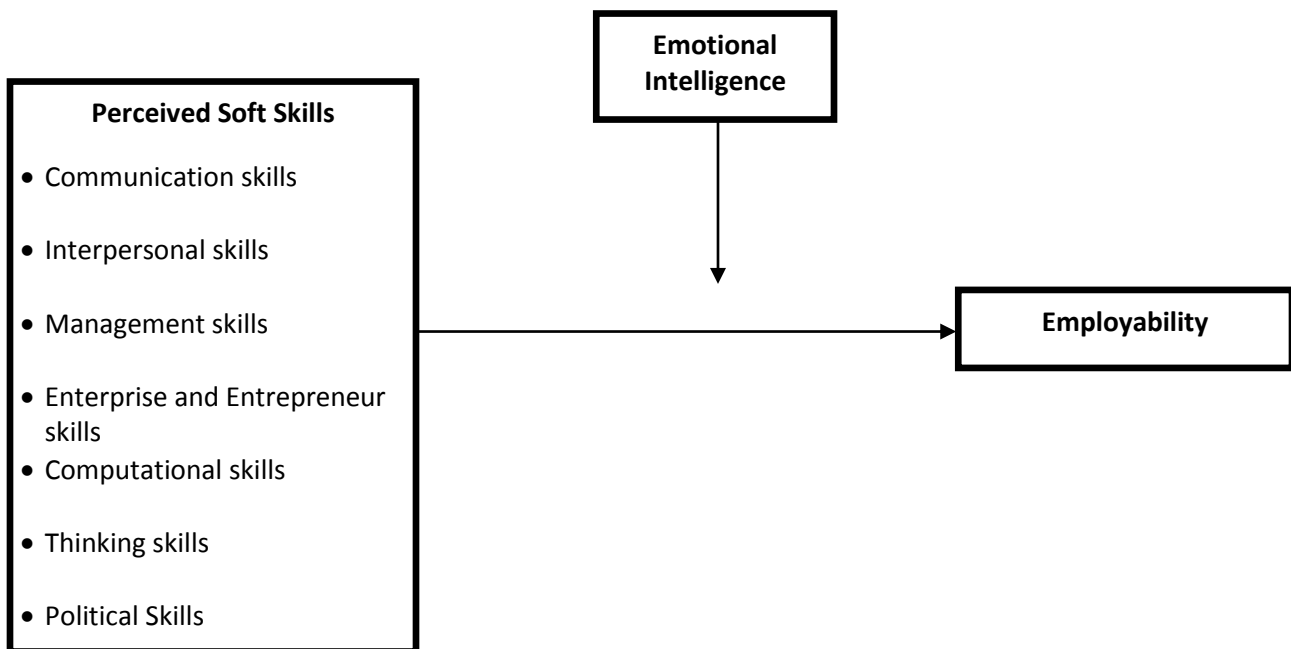 Emotional
Intelligence
Perceived Soft Skills
• Communication skills
• Interpersonal skills
• Management skills
• Enterprise and Entrepreneur
skills
• Computational skills
• Thinking skills
• Political Skills
Employability